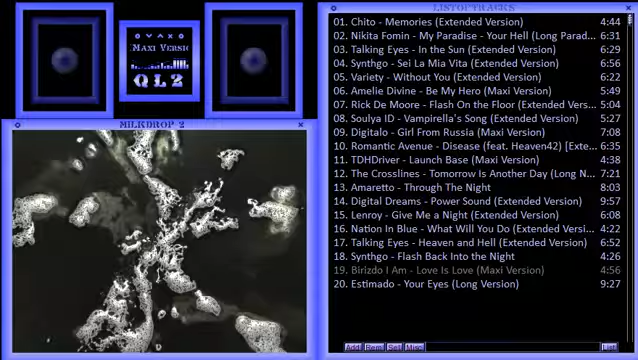 LIST OF TRACKS
MAXI VERSIO
QL2
MILKDROP 2
01. Chito - Memories (Extended Version) 4:44
02. Nikita Fomin - My Paradise - Your Hell (Long Parad... 6:31
03. Talking Eyes - In the Sun (Extended Version) 6:29
04. Synthgo - Sei La Mia Vita (Extended Version) 6:56
05. Variety - Without You (Extended Version) 6:22
06. Amelie Divine - Be My Hero (Maxi Version) 5:49
07. Rick De Moore - Flash On the Floor (Extended Vers... 5:04
08. Soulya ID - Vampirella's Song (Extended Version) 5:27
09. Digitalo - Girl From Russia (Maxi Version) 7:08
10. Romantic Avenue - Disease (feat. Heaven42) [Exte... 6:35
11. TDHDriver - Launch Base (Maxi Version) 4:38
12. The Crosslines - Tomorrow Is Another Day (Long N... 7:21
13. Amaretto - Through The Night 8:03
14. Digital Dreams - Power Sound (Extended Version) 9:57
15. Lenroy - Give Me a Night (Extended Version) 6:08
16. Nation In Blue - What Will You Do (Extended Versi... 4:22
17. Talking Eyes - Heaven and Hell (Extended Version) 6:52
18. Synthgo - Flash Back Into the Night 4:26
19. Birizdo I Am - Love Is Love (Maxi Version) 4:56
20. Estimado - Your Eyes (Long Version) 9:27
Add Rem Sel Misc List